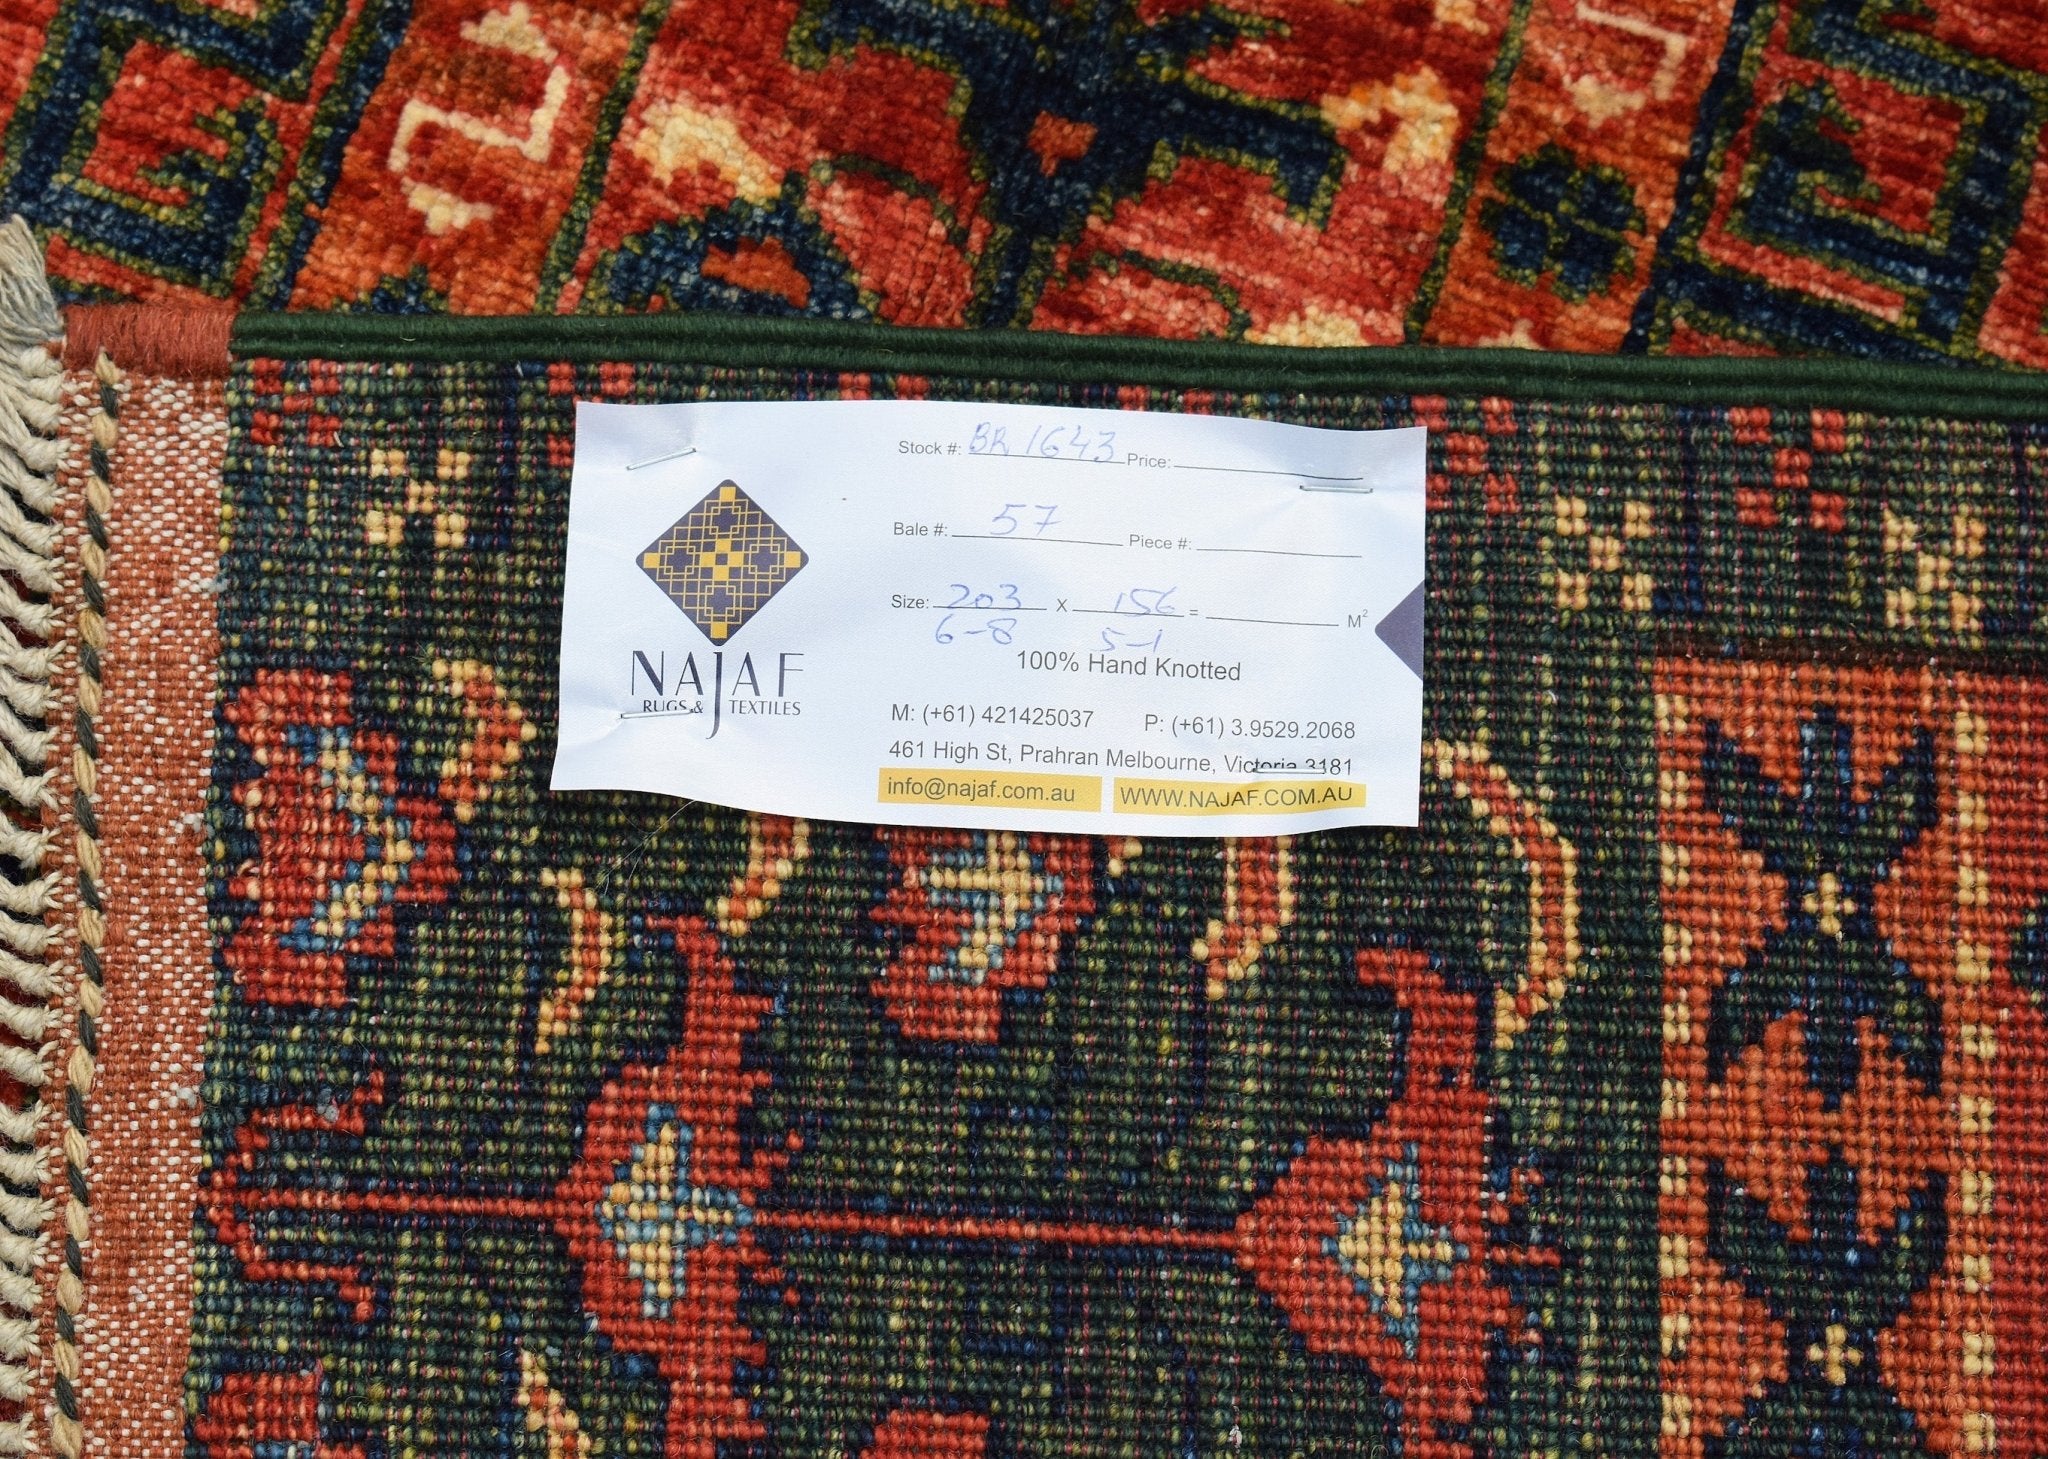 Stock #: BR 1643 Price:
Bale #: 57 Piece #:
Size: 203 X 156 = M²
6-8 5-1
100% Hand Knotted
NAJAF
RUGS & TEXTILES
M: (+61) 421425037 P: (+61) 3.9529.2068
461 High St, Prahran Melbourne, Victoria 3181
info@najaf.com.au WWW.NAJAF.COM.AU